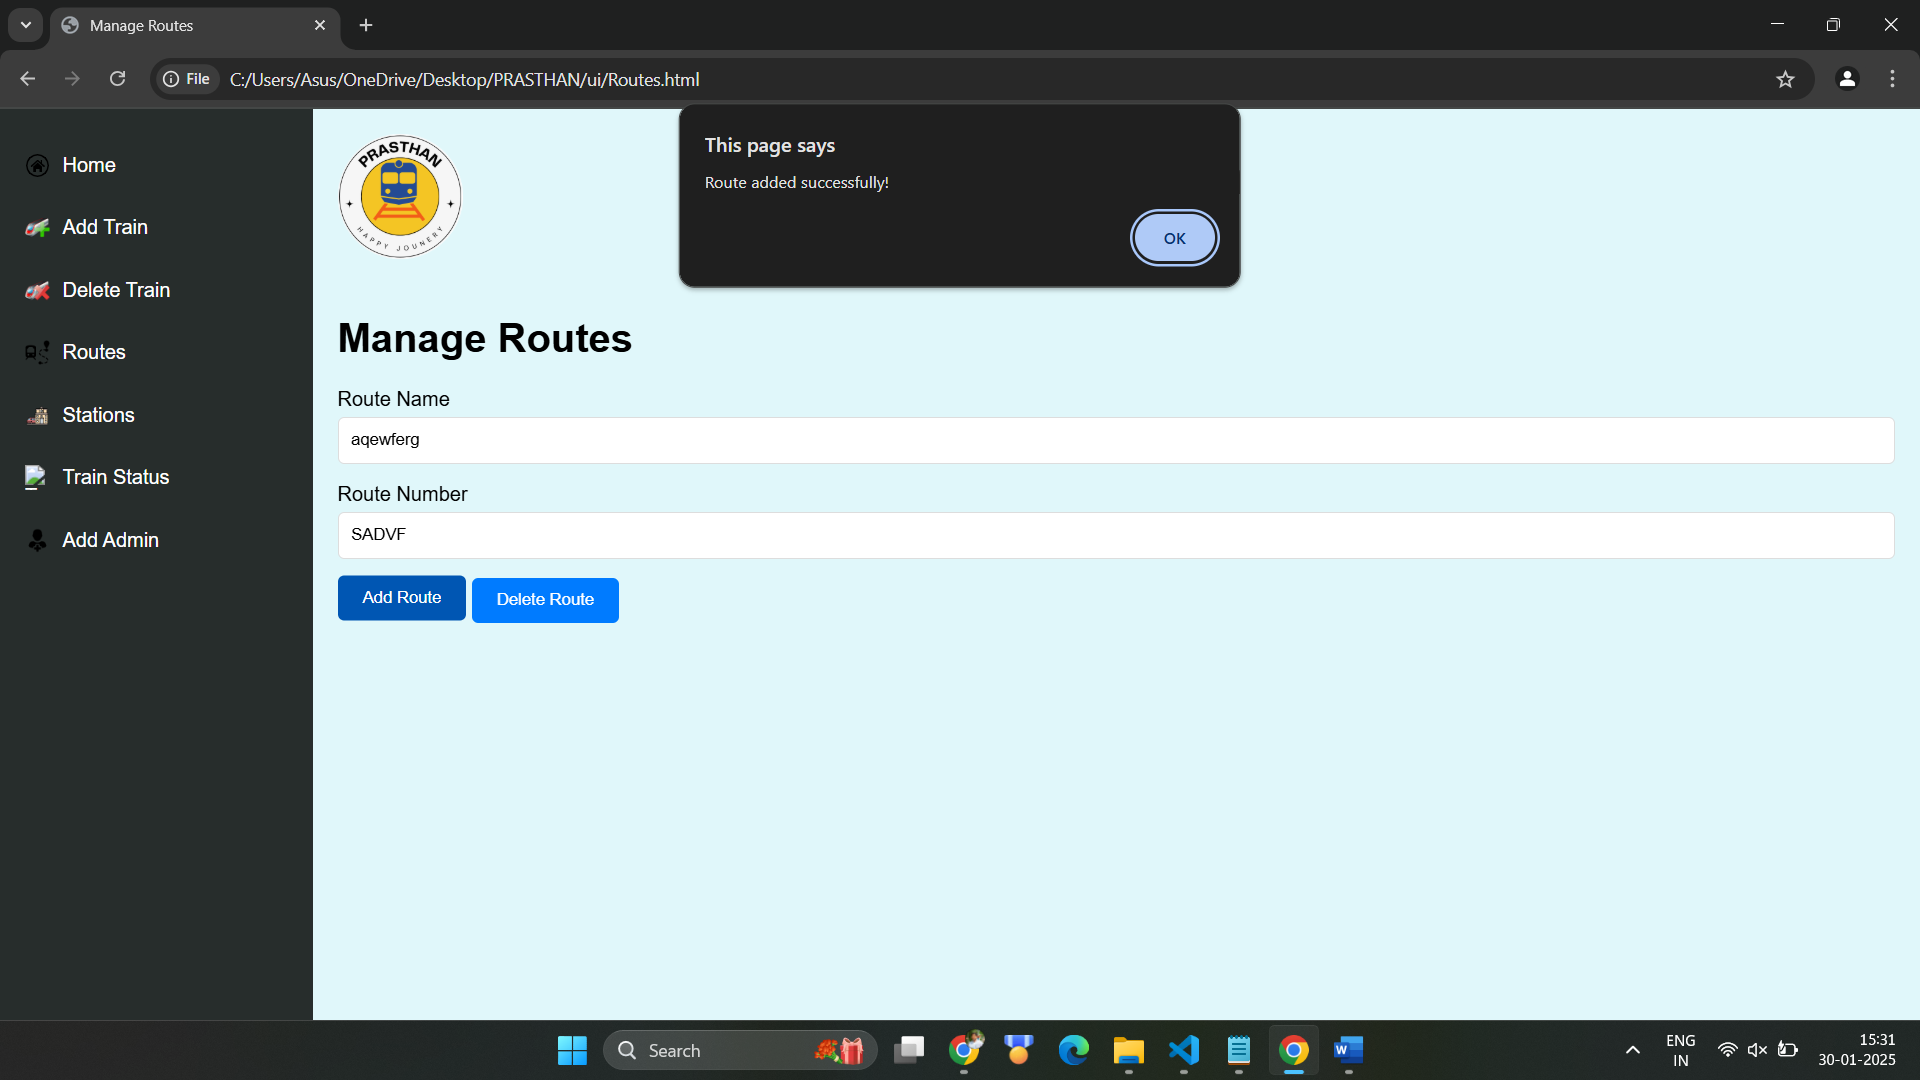 Manage Routes
File
C:/Users/Asus/OneDrive/Desktop/PRASTHAN/ui/Routes.html
Home
Add Train
Delete Train
Routes
Stations
Train Status
Add Admin
PRASTHAN
HAPPY JOUNERY
This page says
Route added successfully!
OK
Manage Routes
Route Name
aqewferg
Route Number
SADVF
Add Route
Delete Route
Search
W
ENG
IN
15:31
30-01-2025